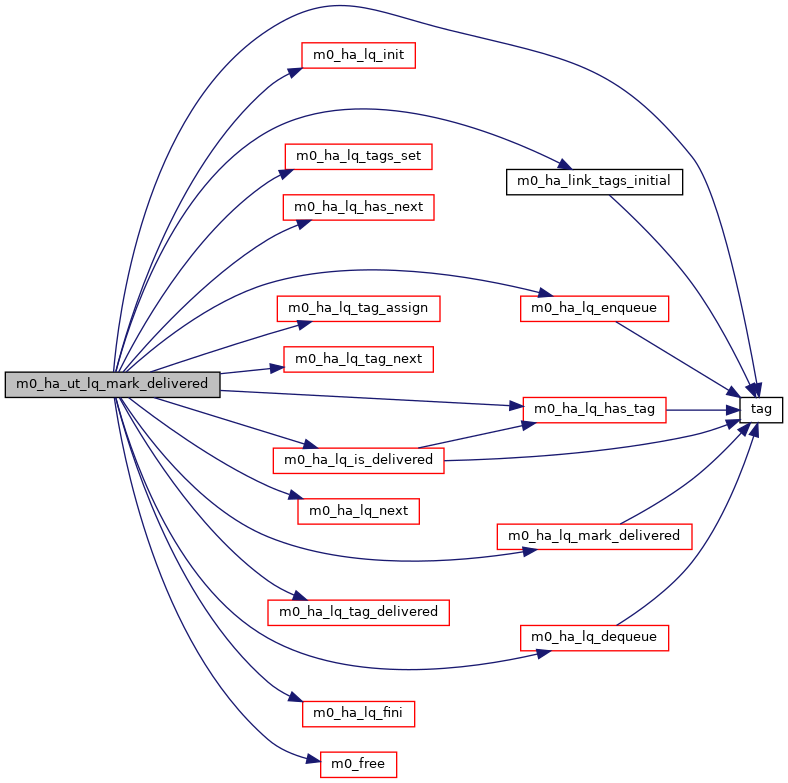 m0_ha_lq_init
m0_ha_lq_tags_set
m0_ha_link_tags_initial
m0_ha_lq_has_next
m0_ha_lq_tag_assign
m0_ha_lq_enqueue
m0_ha_lq_tag_next
m0_ha_ut_lq_mark_delivered
m0_ha_lq_has_tag
tag
m0_ha_lq_is_delivered
m0_ha_lq_next
m0_ha_lq_mark_delivered
m0_ha_lq_tag_delivered
m0_ha_lq_dequeue
m0_ha_lq_fini
m0_free